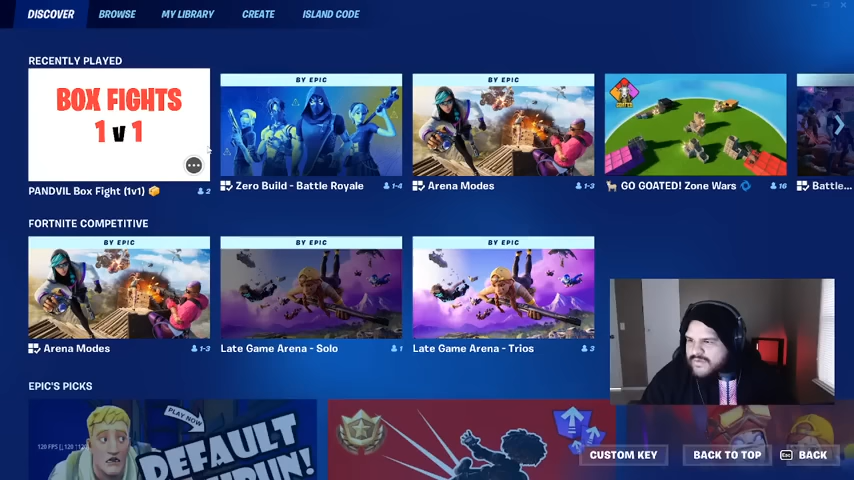 DISCOVER BROWSE MY LIBRARY CREATE ISLAND CODE
RECENTLY PLAYED
BOX FIGHTS
1 v 1
BY EPIC
BY EPIC
GOATED
PANDVIL Box Fight (1v1) 2
Zero Build - Battle Royale 1-4
Arena Modes 1-3
GO GOATED! Zone Wars 16
Battle...
FORTNITE COMPETITIVE
BY EPIC
BY EPIC
BY EPIC
Arena Modes 1-3
Late Game Arena - Solo 1
Late Game Arena - Trios 3
EPIC'S PICKS
PLAY NOW
DEFAULT
120 FPS
CUSTOM KEY
BACK TO TOP
Esc BACK